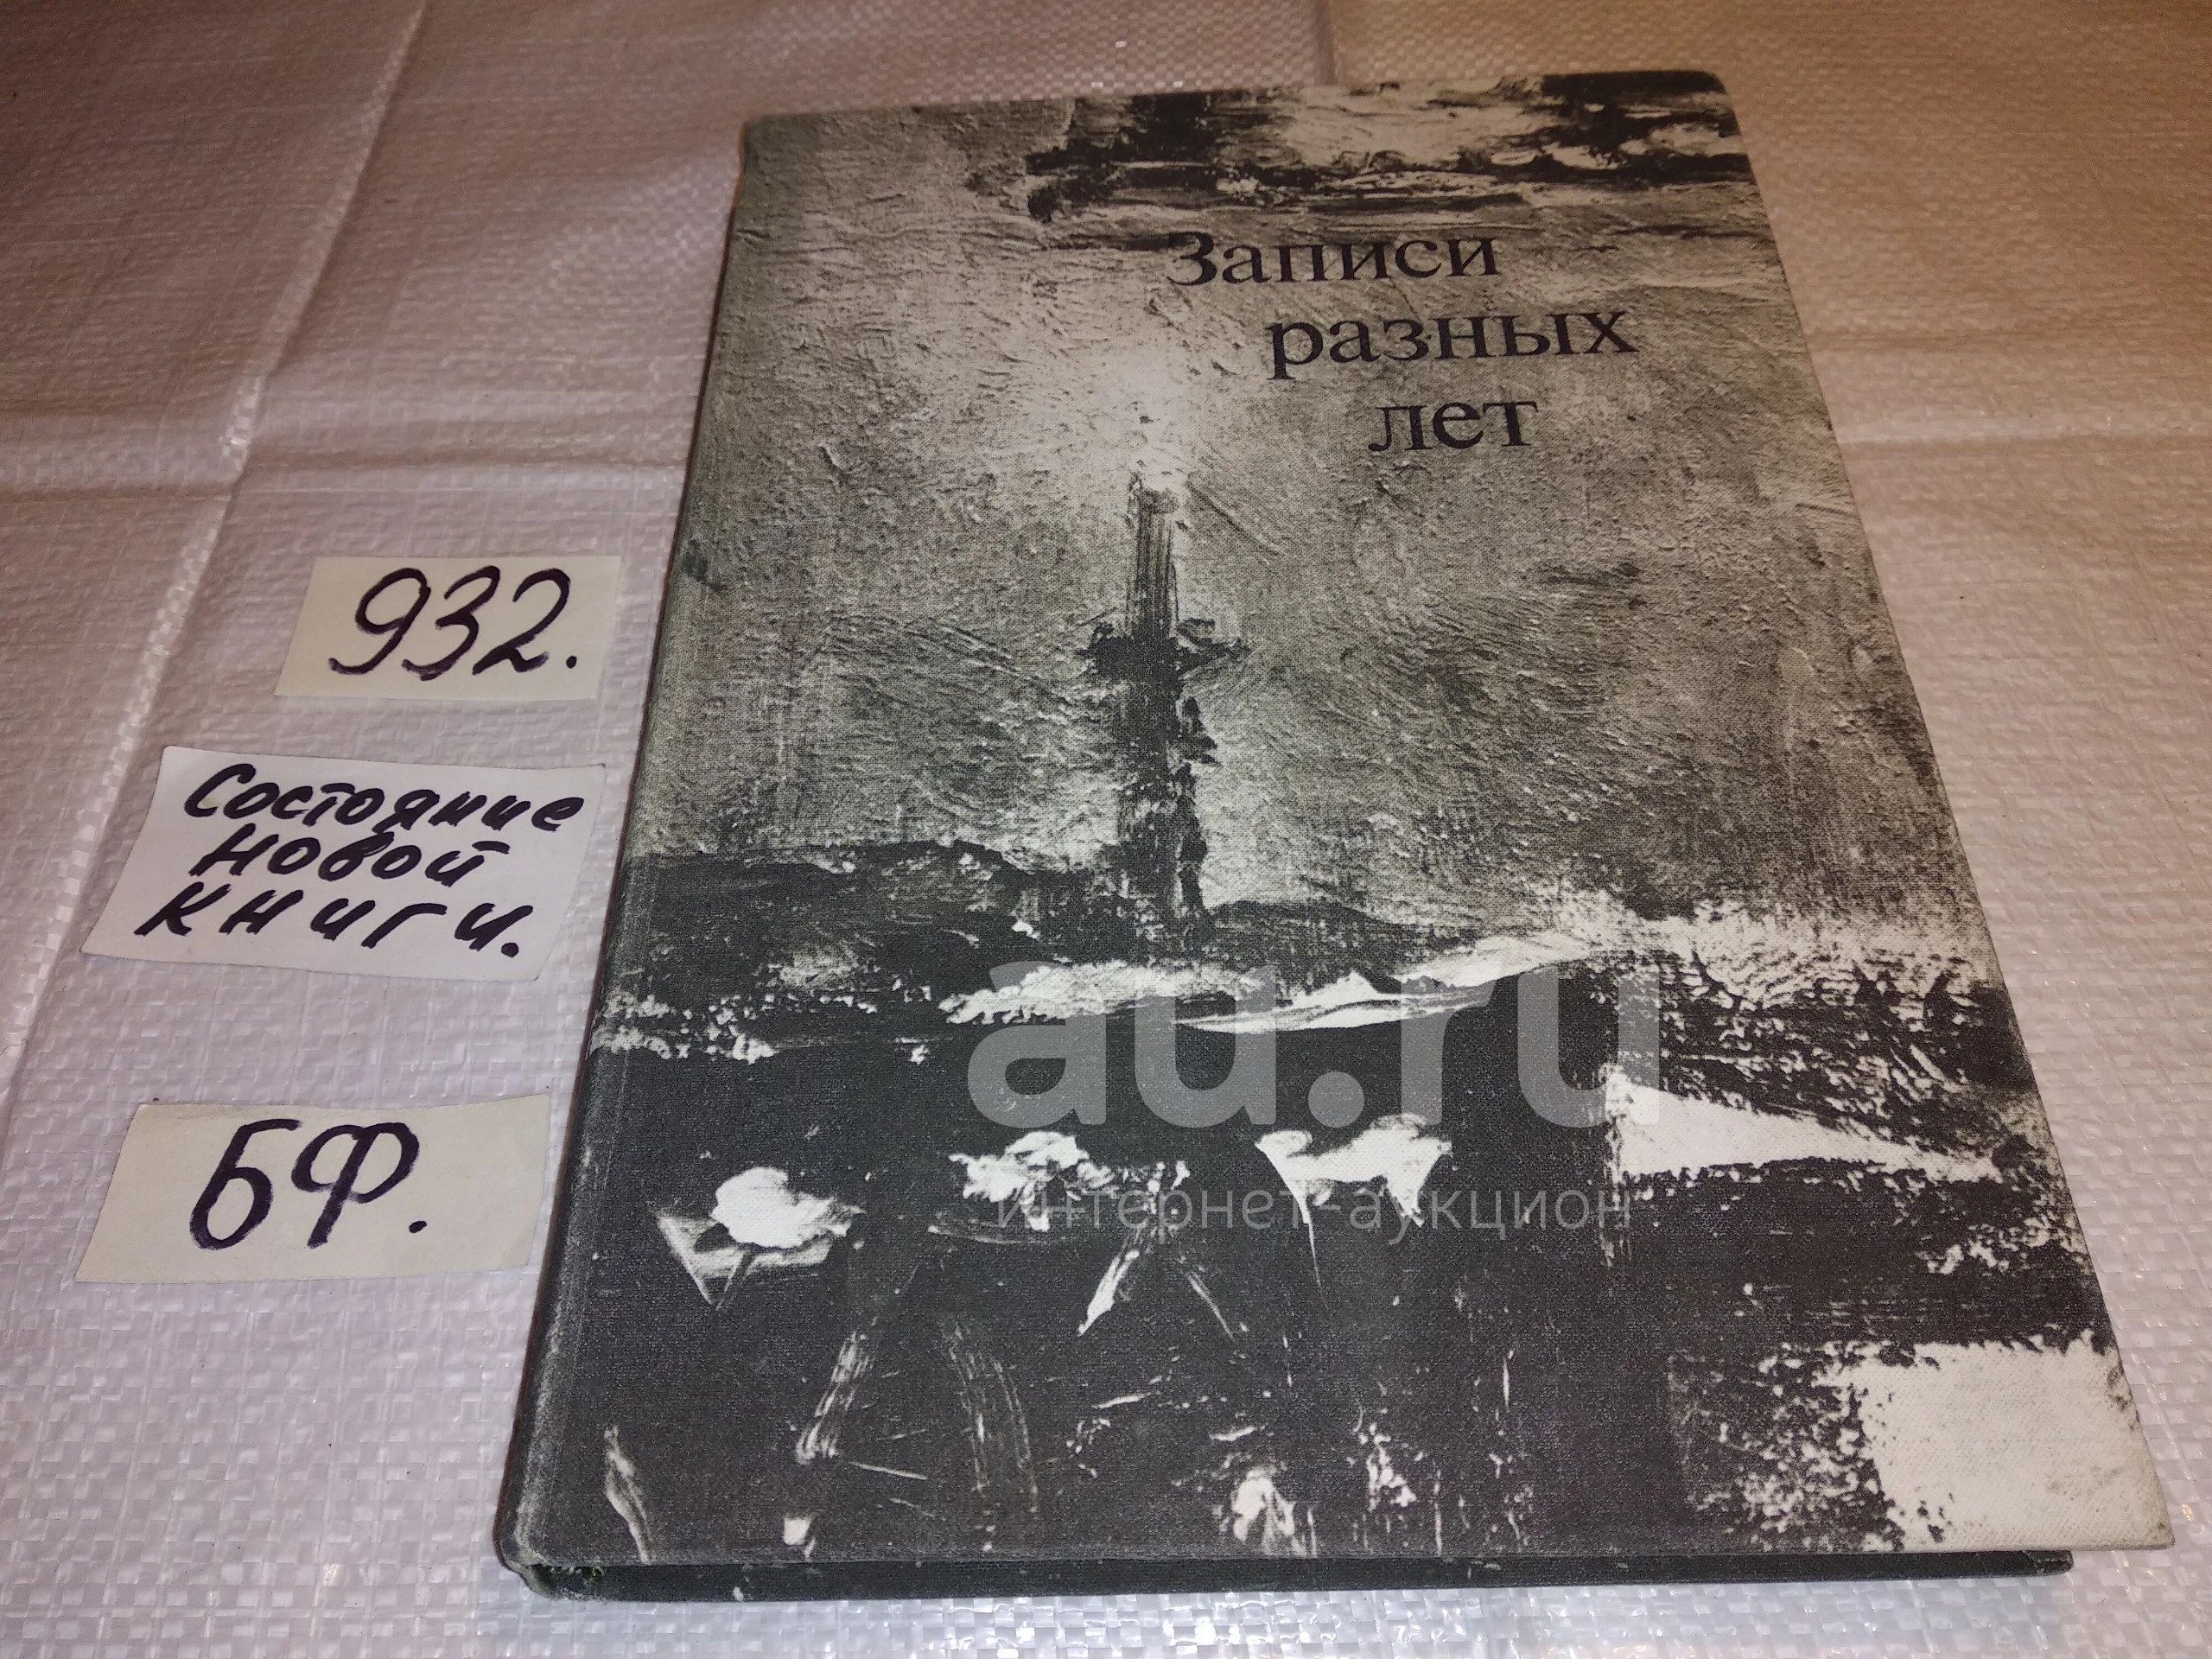 Записи
разных
лет
932.
Состояние
новой
книги.
БФ.
au.ru
интернет-аукцион